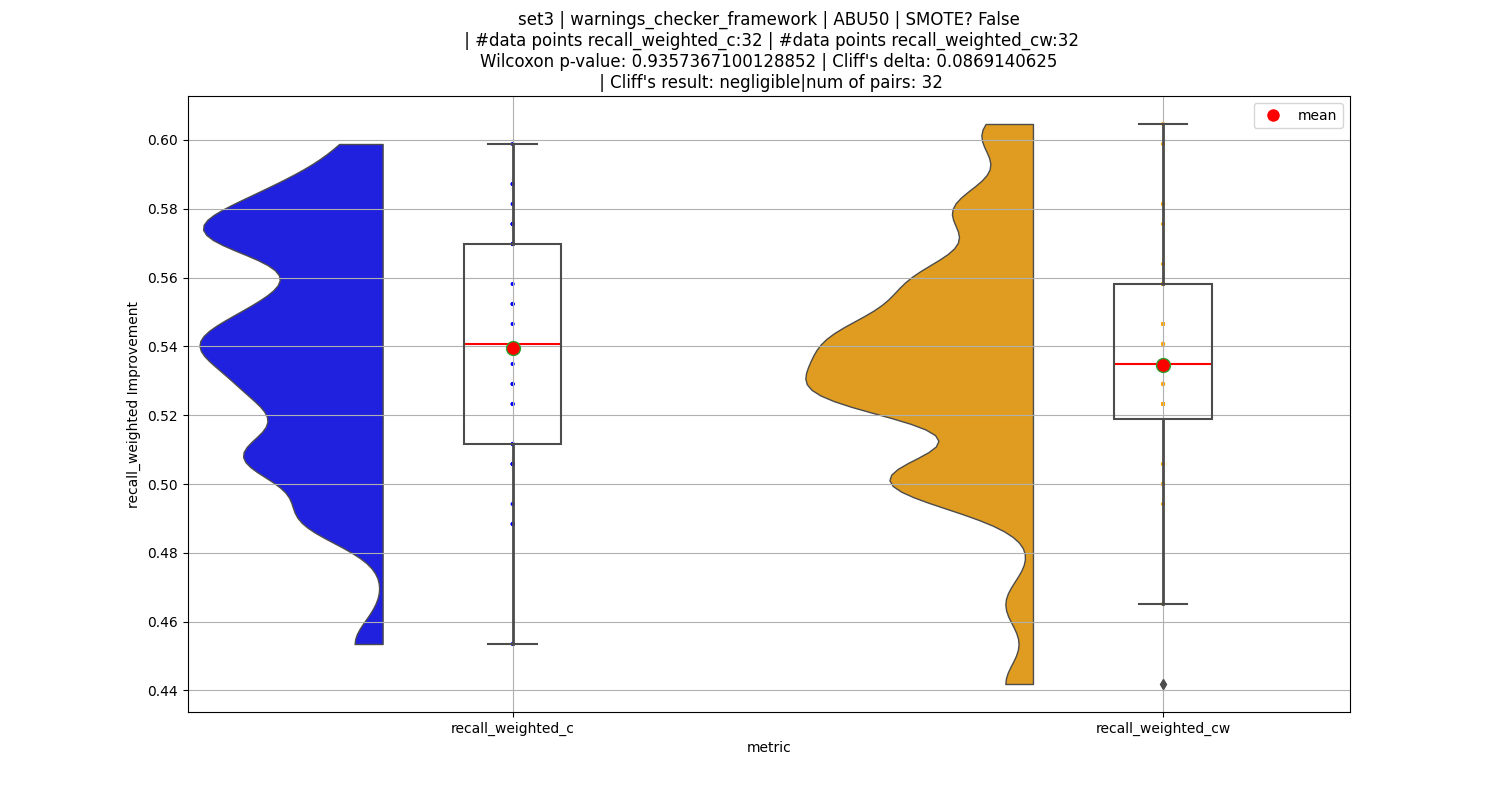 set3 | warnings_checker_framework | ABU50 | SMOTE? False
| #data points recall_weighted_c:32 | #data points recall_weighted_cw:32
Wilcoxon p-value: 0.9357367100128852 | Cliff's delta: 0.0869140625
| Cliff's result: negligible|num of pairs: 32
mean
0.60
0.58
0.56
0.54
0.52
0.50
0.48
0.46
0.44
recall_weighted Improvement
recall_weighted_c
recall_weighted_cw
metric